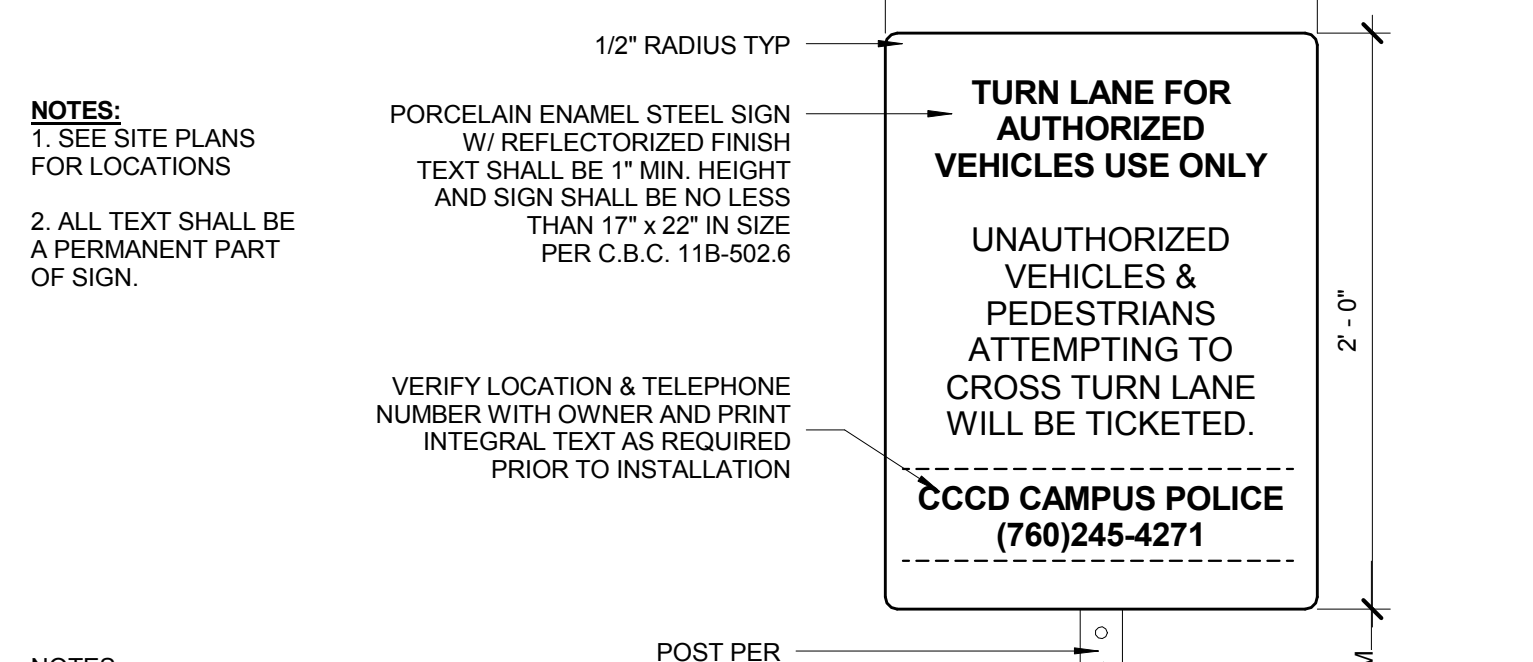 NOTES:
1. SEE SITE PLANS
FOR LOCATIONS
2. ALL TEXT SHALL BE
A PERMANENT PART
OF SIGN.
1/2" RADIUS TYP
PORCELAIN ENAMEL STEEL SIGN
W/ REFLECTORIZED FINISH
TEXT SHALL BE 1" MIN. HEIGHT
AND SIGN SHALL BE NO LESS
THAN 17" x 22" IN SIZE
PER C.B.C. 11B-502.6
VERIFY LOCATION & TELEPHONE
NUMBER WITH OWNER AND PRINT
INTEGRAL TEXT AS REQUIRED
PRIOR TO INSTALLATION
TURN LANE FOR
AUTHORIZED
VEHICLES USE ONLY
UNAUTHORIZED
VEHICLES &
PEDESTRIANS
ATTEMPTING TO
CROSS TURN LANE
WILL BE TICKETED.
CCCD CAMPUS POLICE
(760)245-4271
2' - 0"
POST PER
NOTES